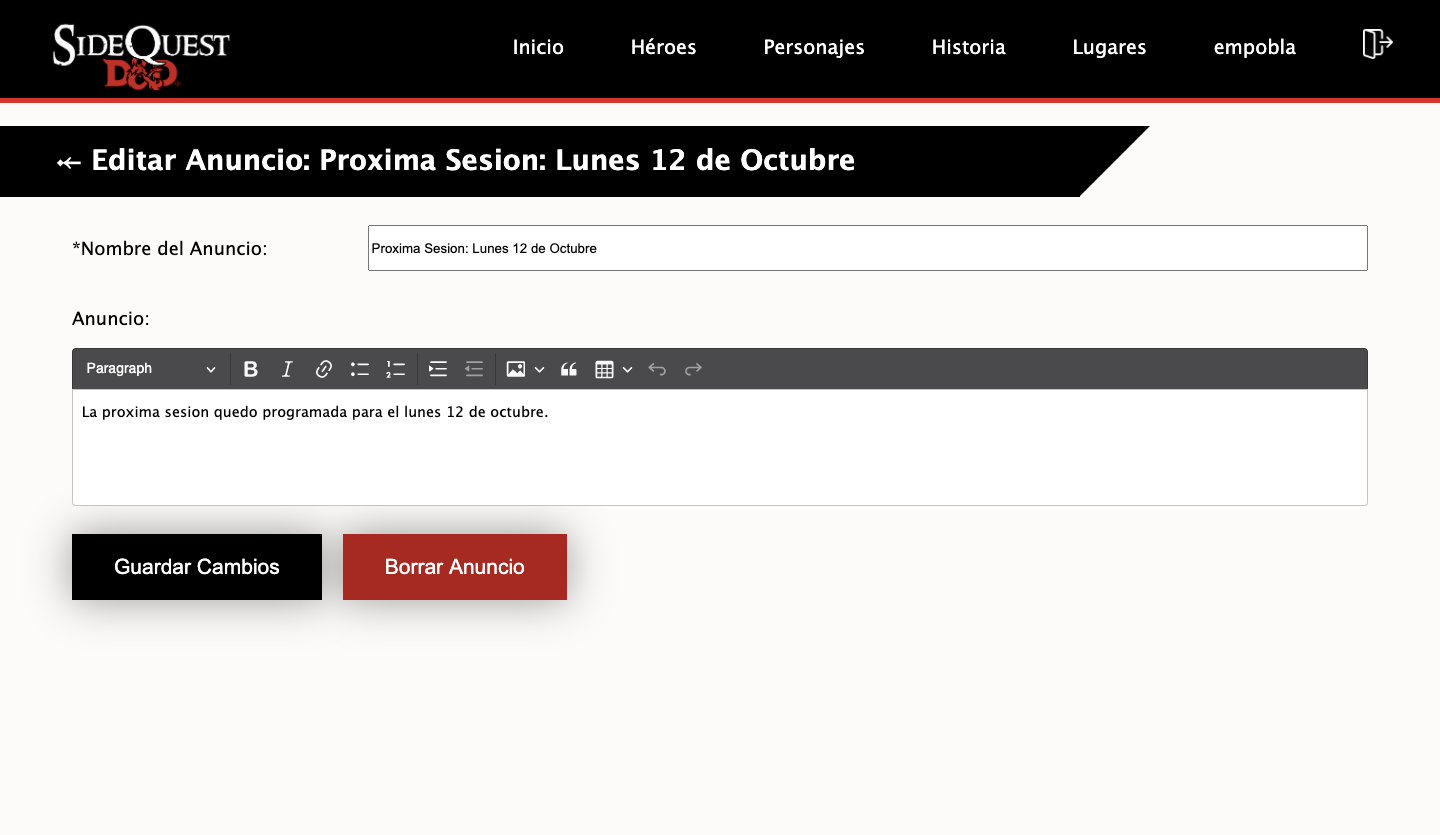 SIDEQUEST
D&D
Inicio Héroes Personajes Historia Lugares empobla
Editar Anuncio: Proxima Sesion: Lunes 12 de Octubre
*Nombre del Anuncio:
Proxima Sesion: Lunes 12 de Octubre
Anuncio:
Paragraph
La proxima sesion quedo programada para el lunes 12 de octubre.
Guardar Cambios Borrar Anuncio